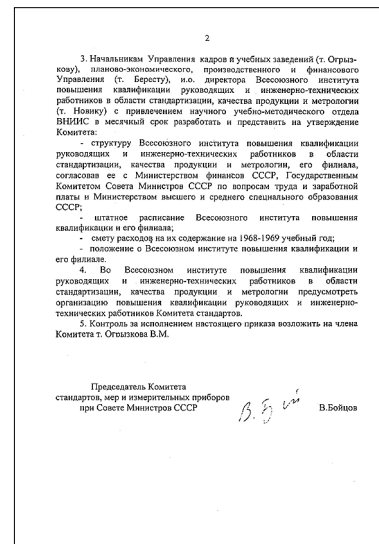 2
3. Начальникам Управления кадров и учебных заведений (т. Огрыз-
кову), планово-экономического, производственного и финансового
Управления (т. Бересту), и.о. директора Всесоюзного института
повышения квалификации руководящих и инженерно-технических
работников в области стандартизации, качества продукции и метрологии
(т. Новику) с привлечением научного учебно-методического отдела
ВНИИС в месячный срок разработать и представить на утверждение
Комитета:
- структуру Всесоюзного института повышения квалификации
руководящих и инженерно-технических работников в области
стандартизации, качества продукции и метрологии, его филиала,
согласовав ее с Министерством финансов СССР, Государственным
Комитетом Совета Министров СССР по вопросам труда и заработной
платы и Министерством высшего и среднего специального образования
СССР;
- штатное расписание Всесоюзного института повышения
квалификации и его филиала;
- смету расходов на их содержание на 1968-1969 учебный год;
- положение о Всесоюзном институте повышения квалификации и
его филиале.
4. Во Всесоюзном институте повышения квалификации
руководящих и инженерно-технических работников в области
стандартизации, качества продукции и метрологии предусмотреть
организацию повышения квалификации руководящих и инженерно-
технических работников Комитета стандартов.
5. Контроль за исполнением настоящего приказа возложить на члена
Комитета т. Огрызкова В.М.
Председатель Комитета
стандартов, мер и измерительных приборов
при Совете Министров СССР В.Бойцов